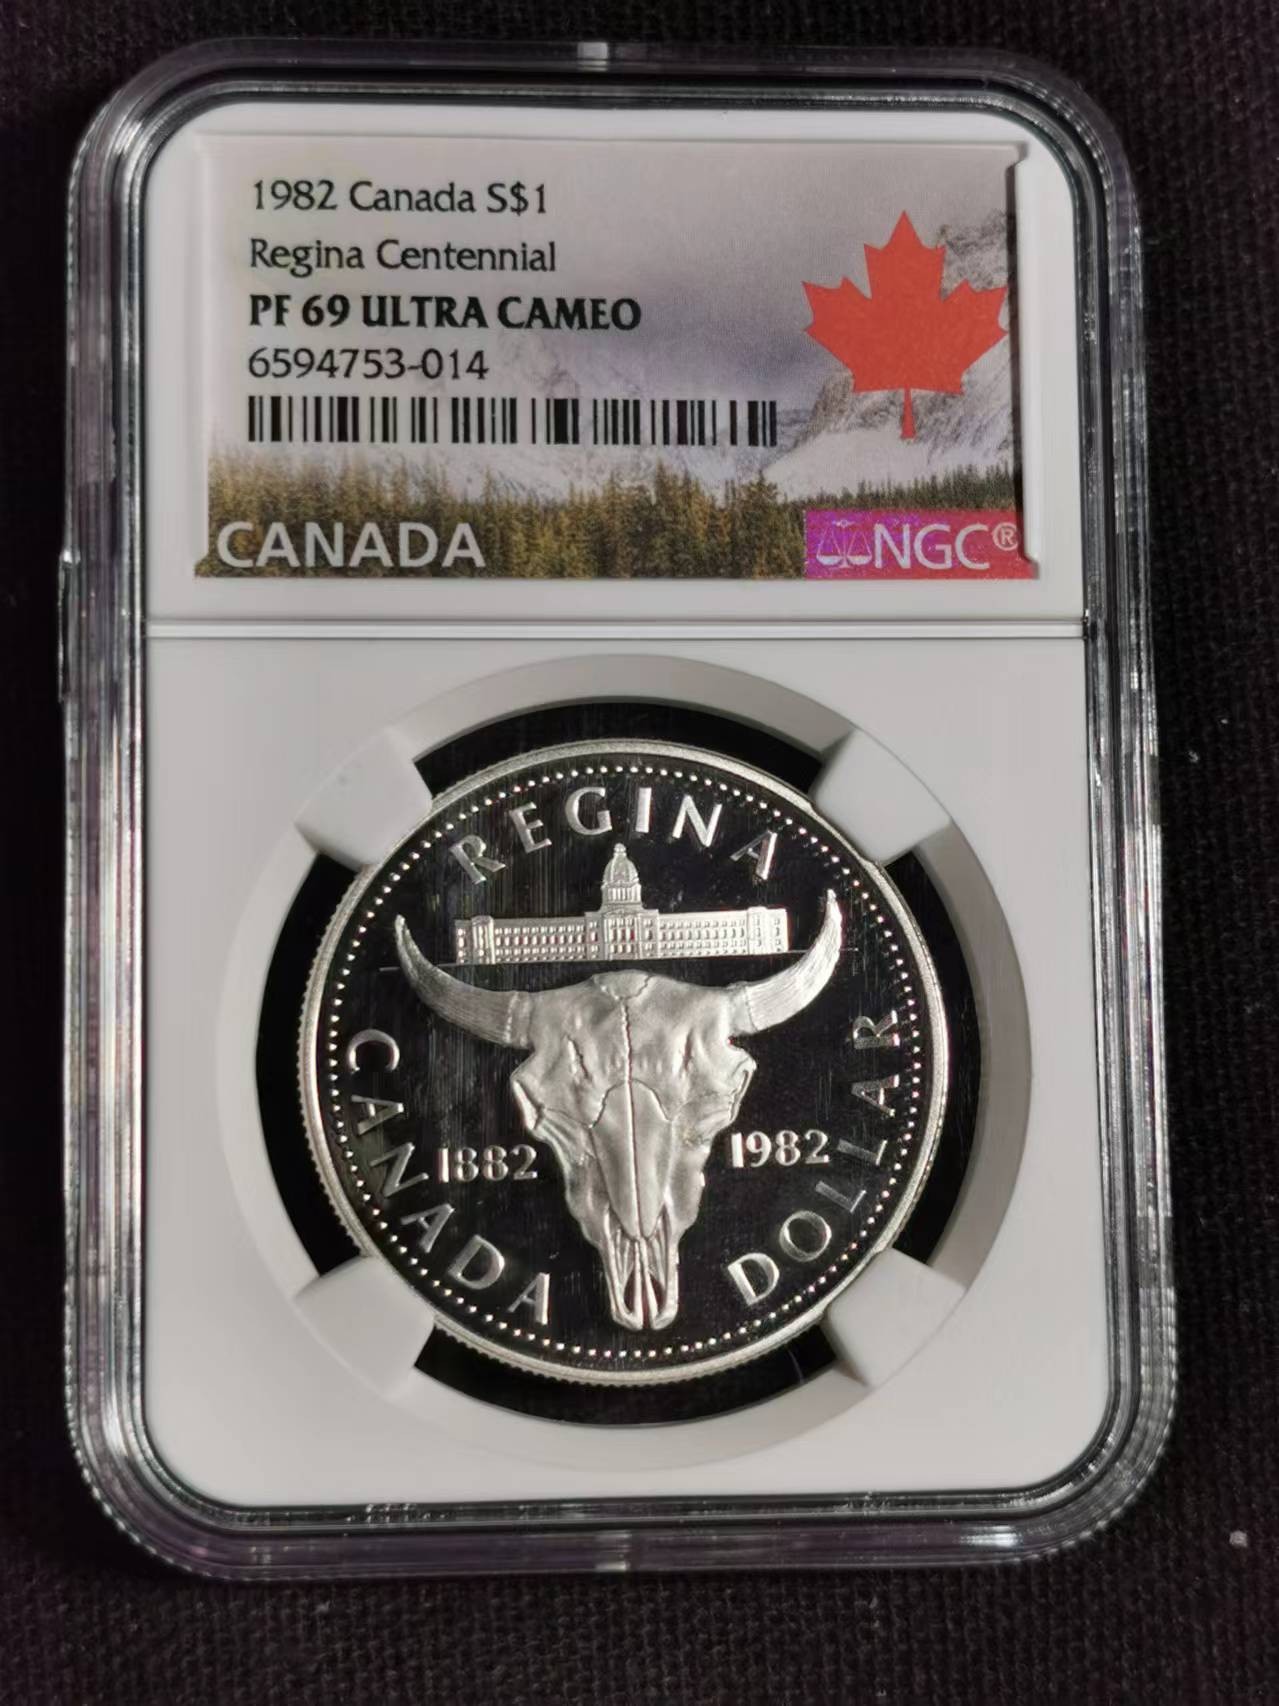 1982 Canada S$1
Regina Centennial
PF 69 ULTRA CAMEO
6594753-014
CANADA
NGC®
REGINA
1882
1982
CANADA
DOLLAR